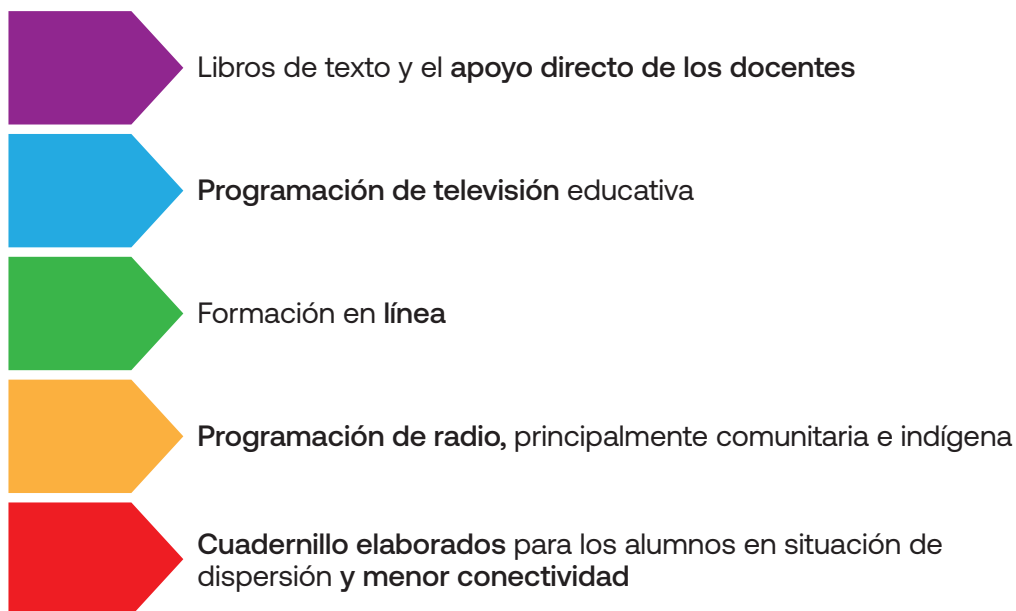 Libros de texto y el apoyo directo de los docentes
Programación de televisión educativa
Formación en línea
Programación de radio, principalmente comunitaria e indígena
Cuadernillo elaborados para los alumnos en situación de
dispersión y menor conectividad